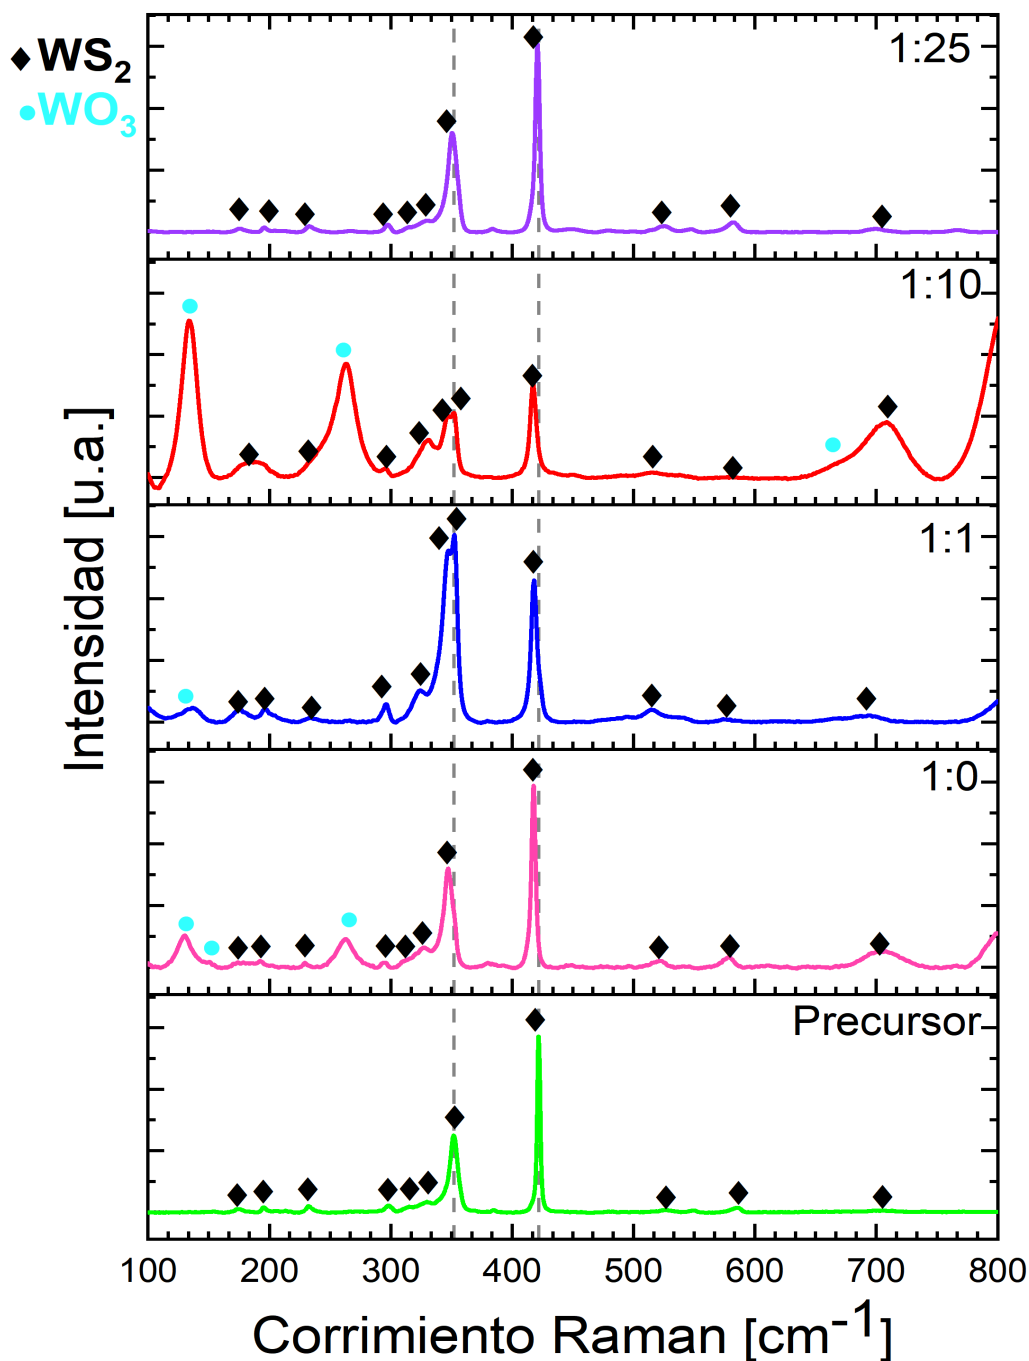 ◆WS₂
●WO₃
1:25
1:10
1:1
1:0
Precursor
Intensidad [u.a.]
100 200 300 400 500 600 700 800
Corrimiento Raman [cm⁻¹]